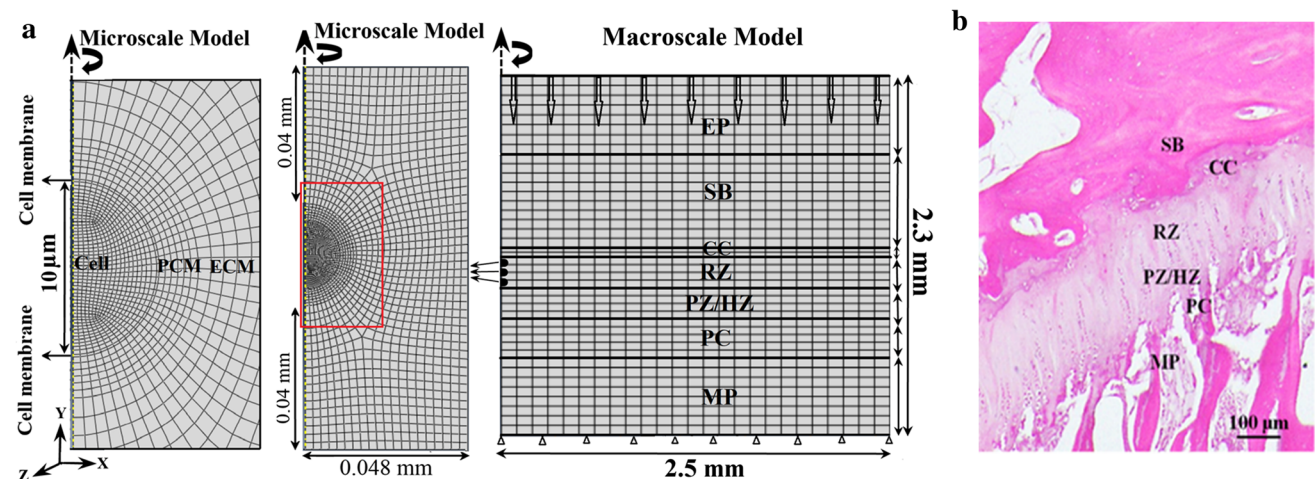 a
Microscale Model
Cell membrane
10 μm
Cell membrane
Cell
PCM
ECM
Y
Z
X
Microscale Model
0.04 mm
0.04 mm
0.048 mm
Macroscale Model
EP
SB
CC
RZ
PZ/HZ
PC
MP
2.3 mm
2.5 mm
b
SB
CC
RZ
PZ/HZ
PC
MP
100 μm